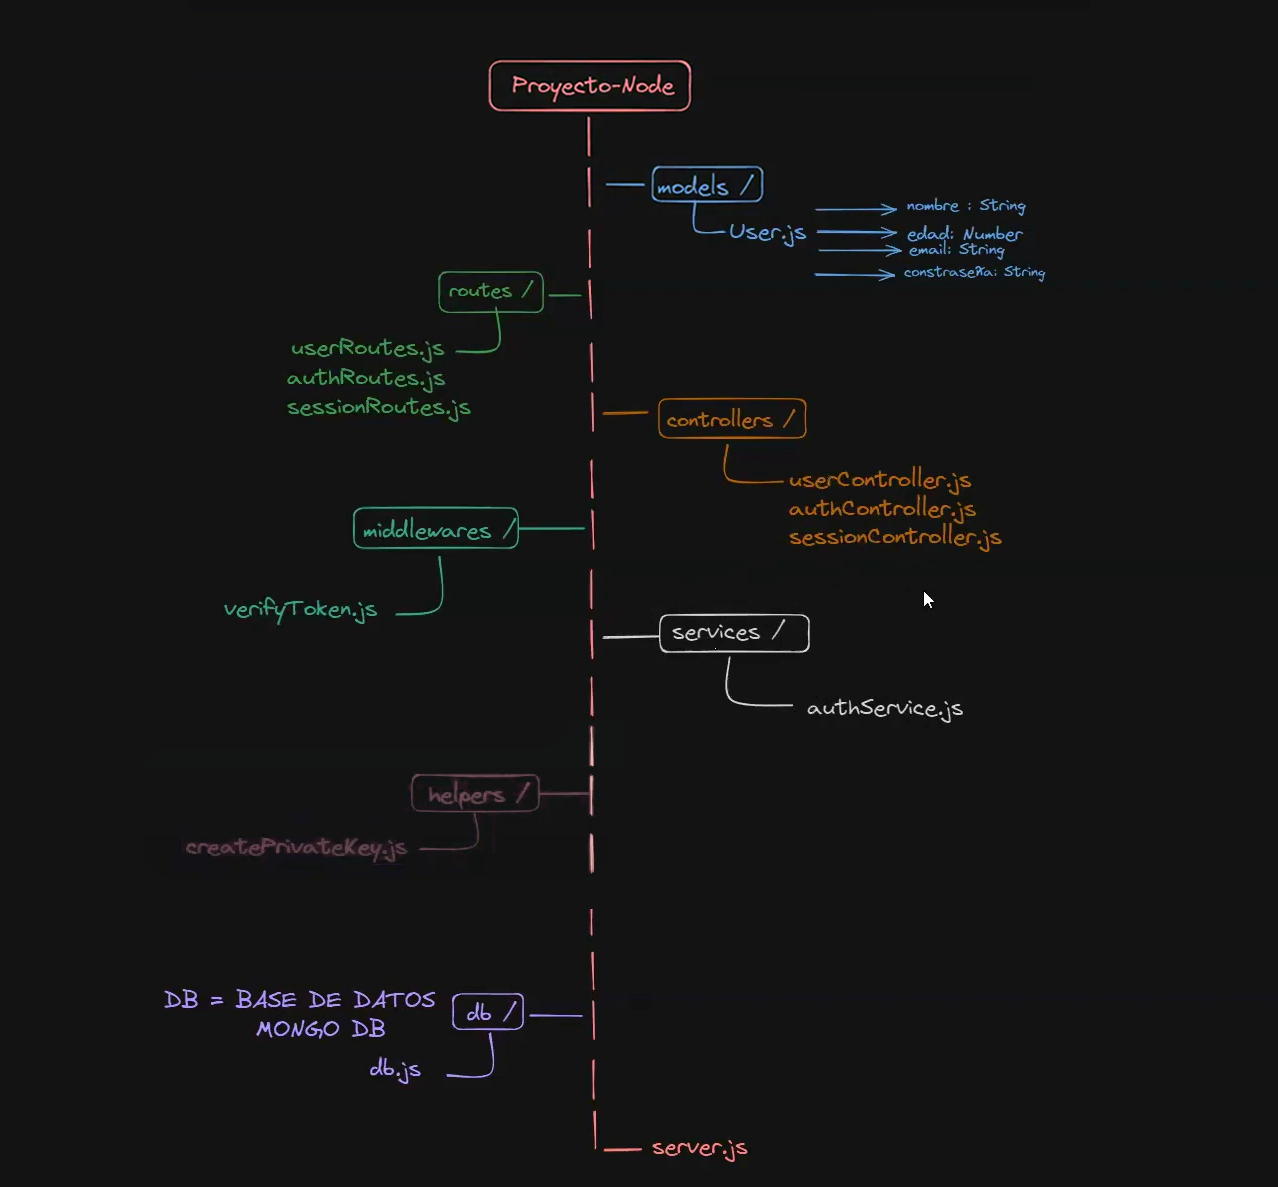 Proyecto-Node
models /
User.js
nombre : String
edad: Number
email: String
constraseña: String
routes /
userRoutes.js
authRoutes.js
sessionRoutes.js
controllers /
userController.js
authController.js
sessionController.js
middlewares /
verifyToken.js
services /
authService.js
helpers /
createPrivateKey.js
DB = BASE DE DATOS
MONGO DB
db /
db.js
server.js